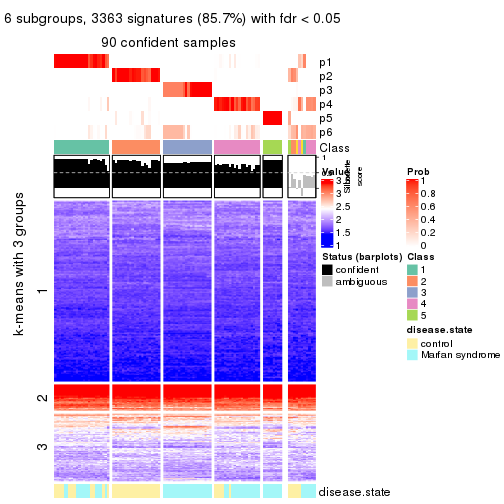 6 subgroups, 3363 signatures (85.7%) with fdr < 0.05
90 confident samples
p1
p2
p3
p4
p5
p6
Class
1
Silhouette
score
k-means with 3 groups
1
2
3
disease.state
Value
3.5
3
2.5
2
1.5
1
Prob
1
0.8
0.6
0.4
0.2
0
Status (barplots)
confident
ambiguous
Class
1
2
3
4
5
disease.state
control
Marfan syndrome